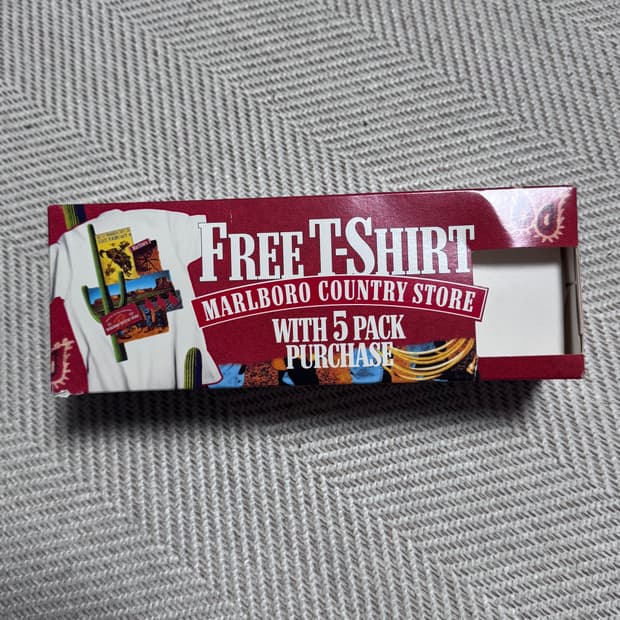 FREE T-SHIRT
MARLBORO COUNTRY STORE
WITH 5 PACK
PURCHASE